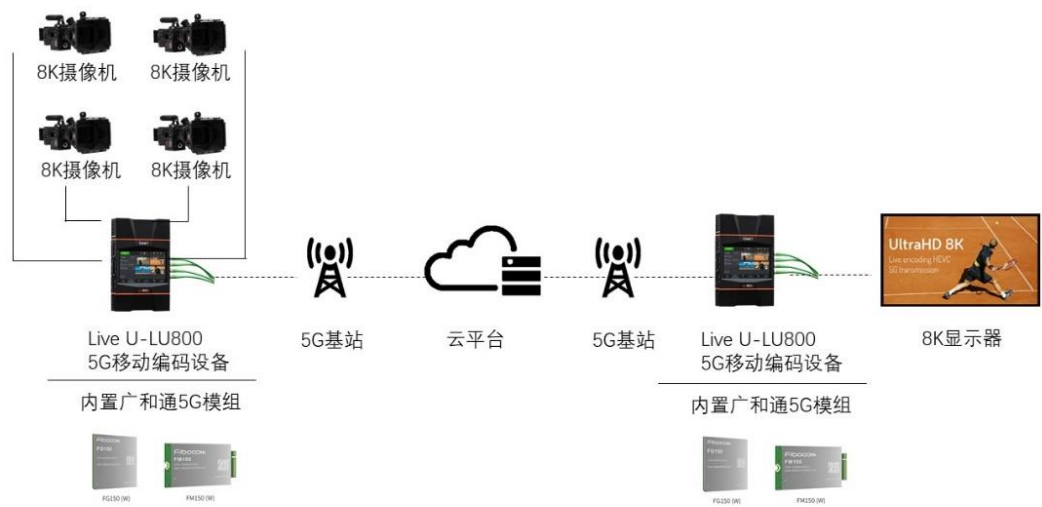 8K摄像机
8K摄像机
8K摄像机
8K摄像机
Live U-LU800
5G移动编码设备
内置广和通5G模组
Fibocom
FG150
FG150 (W)
Fibocom
FM150
FM150 (W)
5G基站
云平台
5G基站
Live U-LU800
5G移动编码设备
内置广和通5G模组
Fibocom
FG150
FG150 (W)
Fibocom
FM150
FM150 (W)
UltraHD 8K
Live encoding HEVC
5G transmission
8K显示器